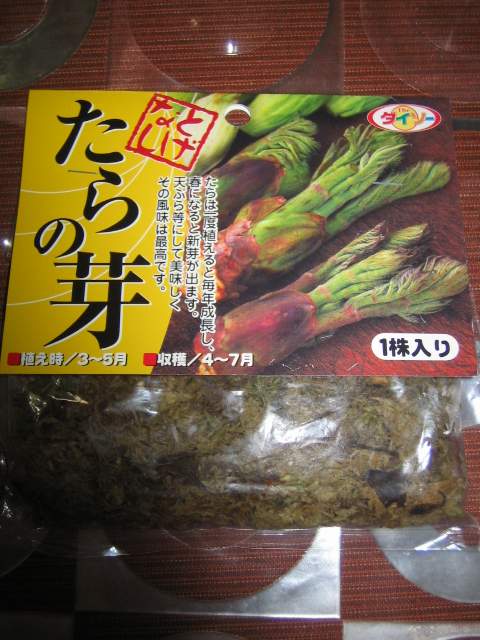 とげ
なし
たらの芽
The
ダイソー
たらは一度植えると毎年成長し、
春になると新芽が出ます。
天ぷら等にして美味しく
その風味は最高です。
■植え時／3～5月 ■収穫／4～7月
1株入り